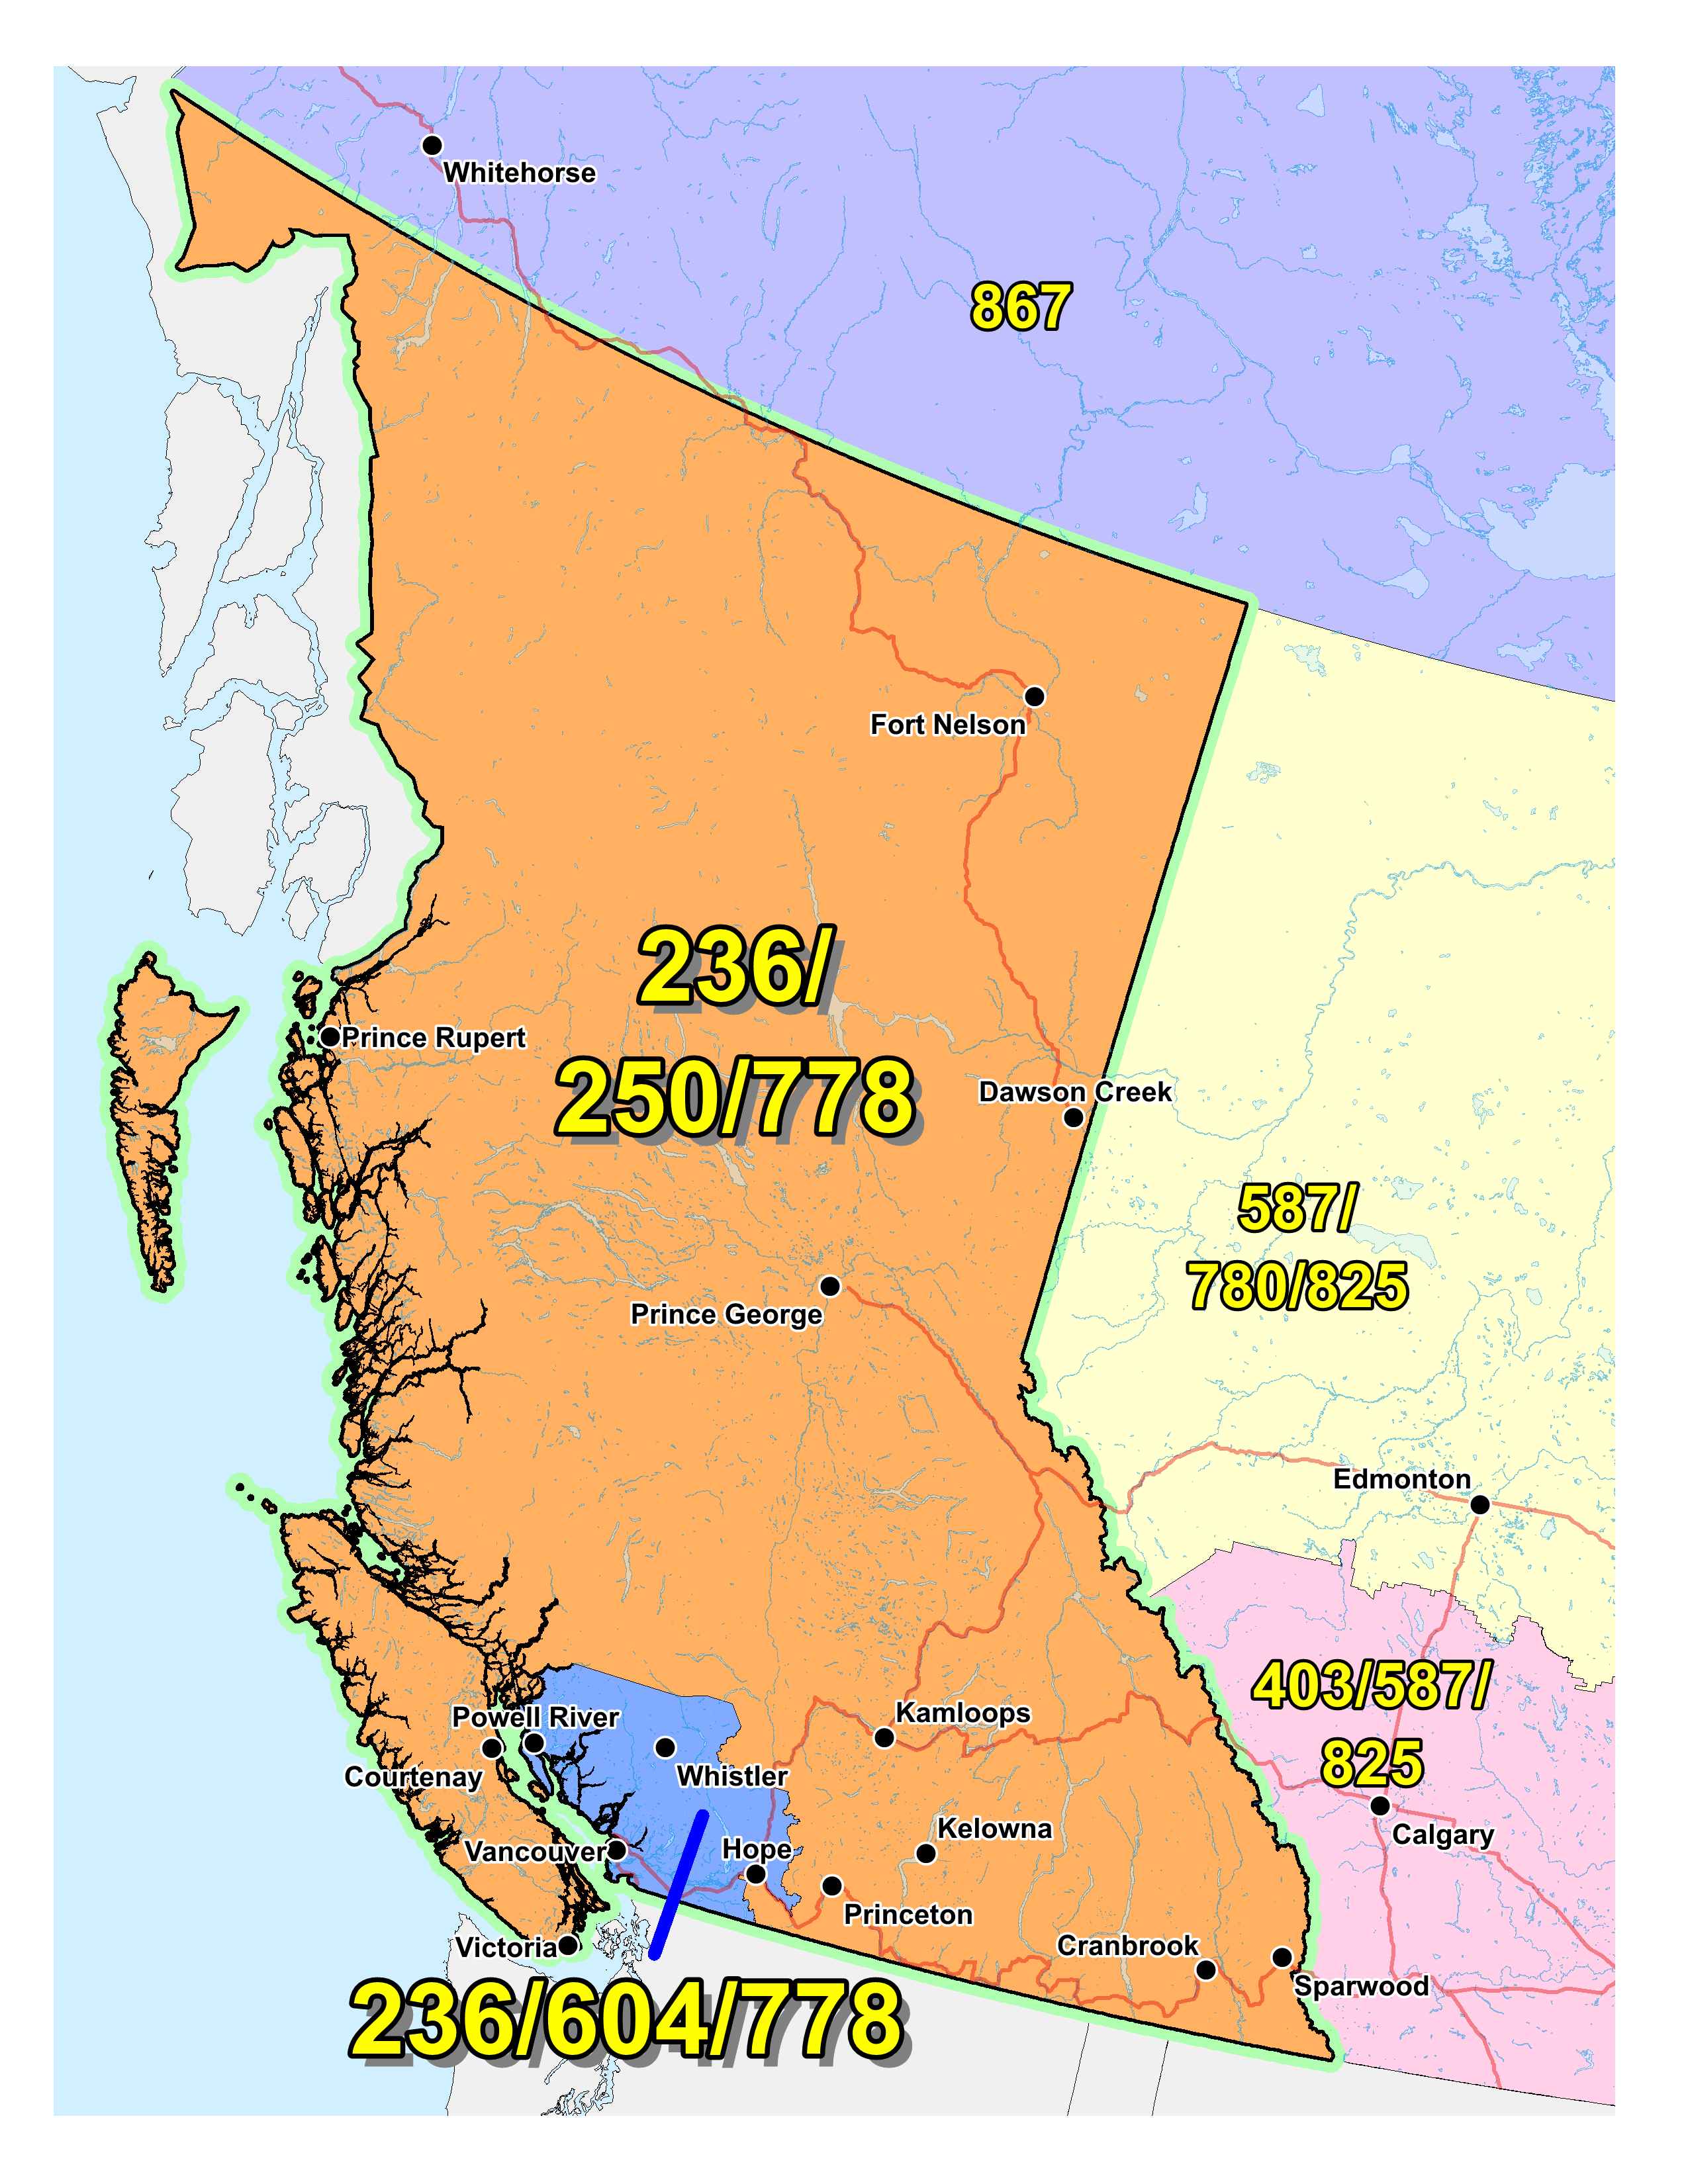 Whitehorse
867
Fort Nelson
236/
250/778
Prince Rupert
Dawson Creek
587/
780/825
Prince George
Edmonton
403/587/
825
Powell River
Kamloops
Courtenay
Whistler
Calgary
Kelowna
Vancouver
Hope
Princeton
Victoria
Cranbrook
Sparwood
236/604/778